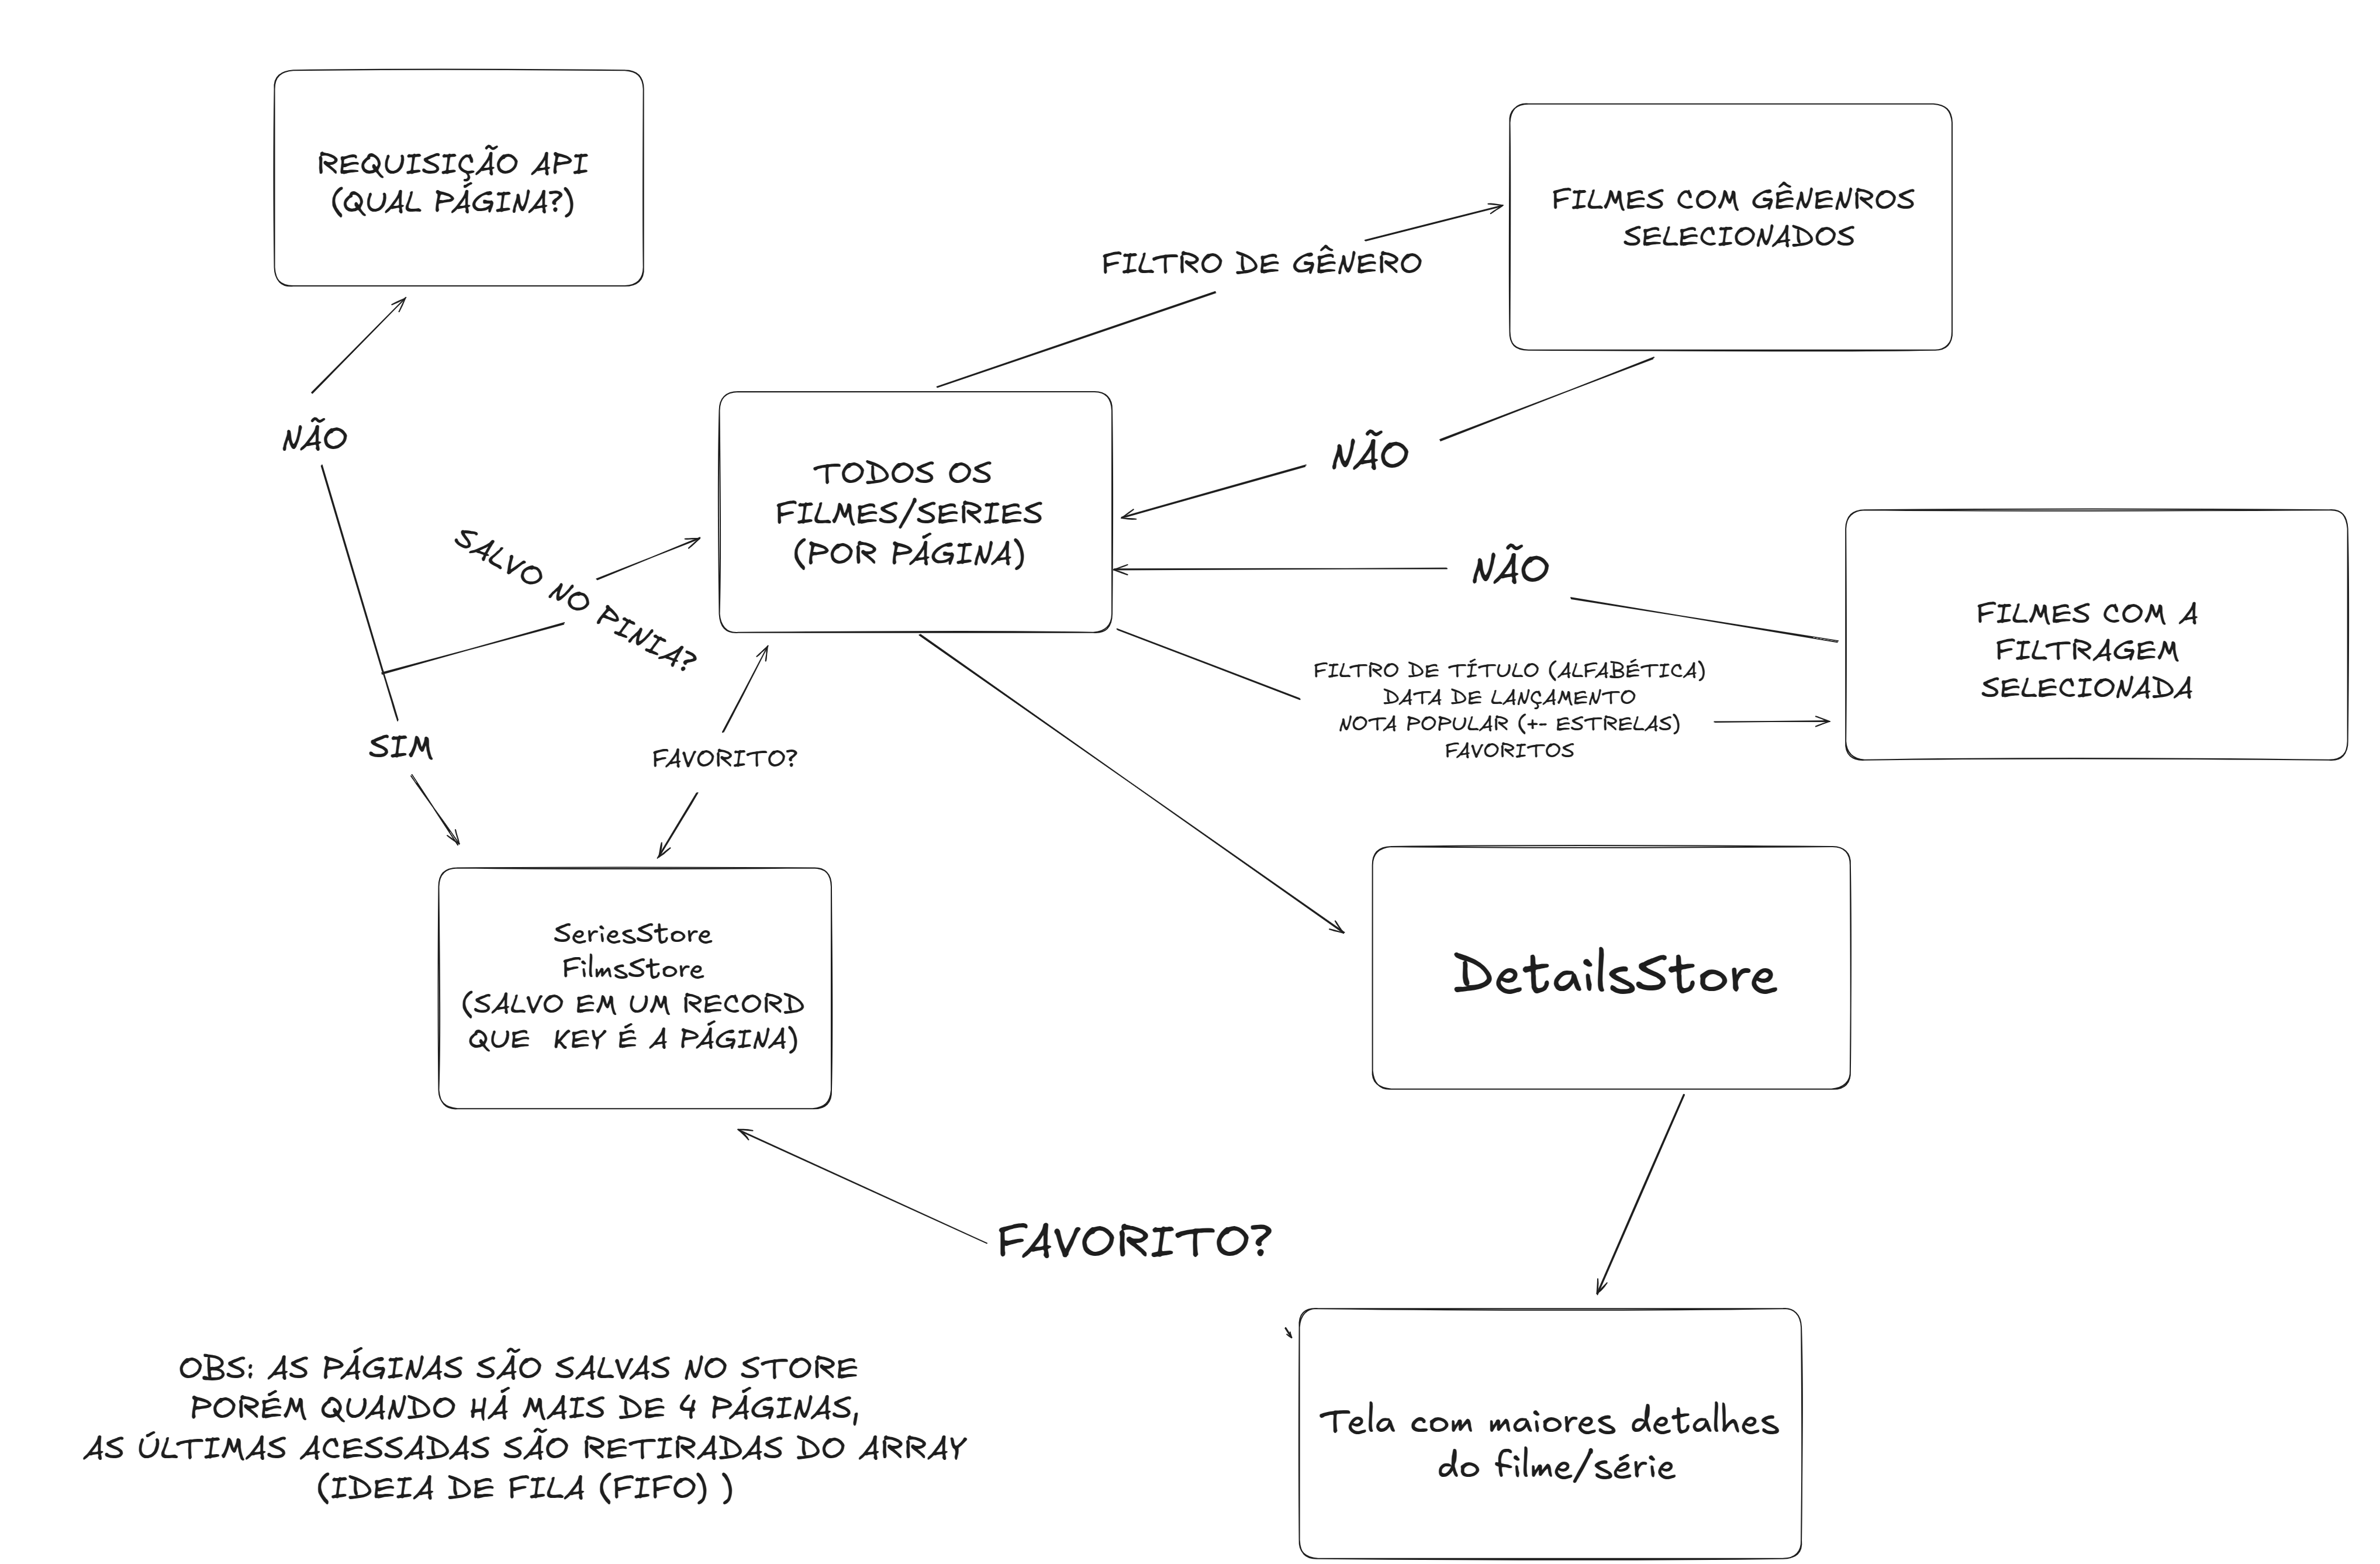 REQUISIÇÃO API
(QUAL PÁGINA?)
FILMES COM GÊNENROS
SELECIONADOS
FILTRO DE GÊNERO
NÃO
NÃO
TODOS OS
FILMES/SERIES
(POR PÁGINA)
SALVO NO PINIA?
NÃO
FILMES COM A
FILTRAGEM
SELECIONADA
FILTRO DE TÍTULO (ALFABÉTICA)
DATA DE LANÇAMENTO
NOTA POPULAR (+- ESTRELAS)
FAVORITOS
SIM
FAVORITO?
SeriesStore
FilmsStore
(SALVO EM UM RECORD
QUE KEY É A PÁGINA)
DetailsStore
FAVORITO?
OBS: AS PÁGINAS SÃO SALVAS NO STORE
PORÉM QUANDO HÁ MAIS DE 4 PÁGINAS,
AS ÚLTIMAS ACESSADAS SÃO RETIRADAS DO ARRAY
(IDEIA DE FILA (FIFO) )
Tela com maiores detalhes
do filme/série